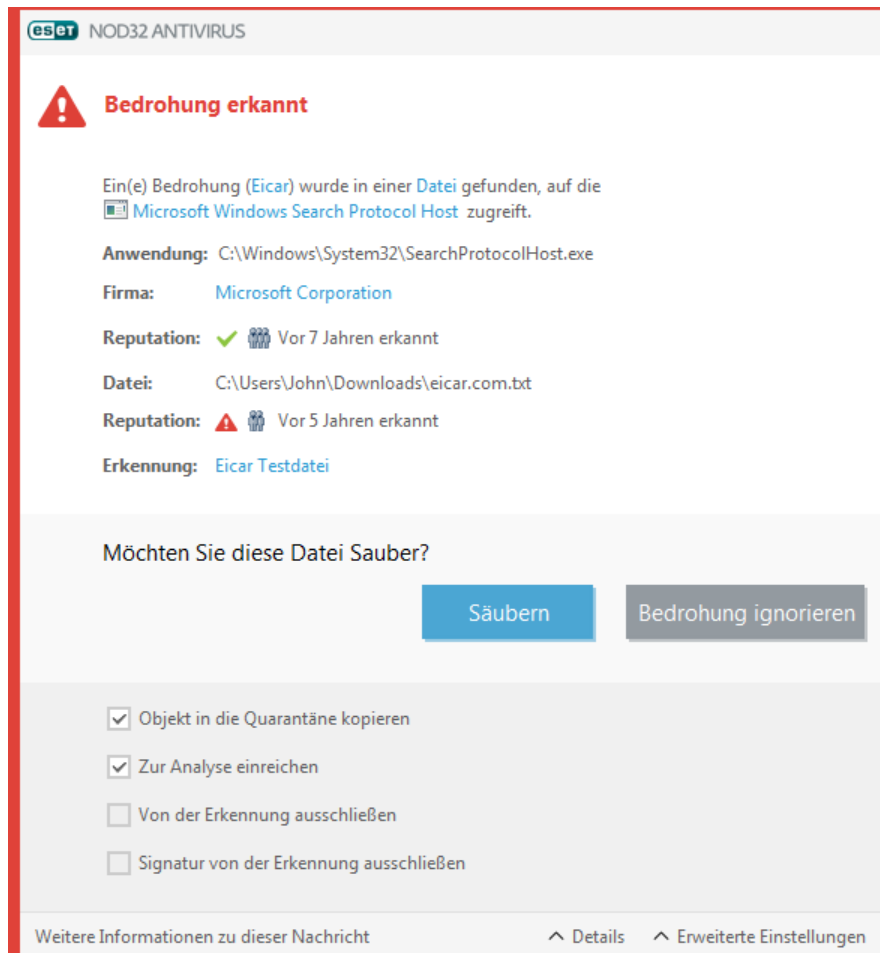 eset NOD32 ANTIVIRUS
Bedrohung erkannt
Ein(e) Bedrohung (Eicar) wurde in einer Datei gefunden, auf die
Microsoft Windows Search Protocol Host zugreift.
Anwendung: C:\Windows\System32\SearchProtocolHost.exe
Firma: Microsoft Corporation
Reputation: Vor 7 Jahren erkannt
Datei: C:\Users\John\Downloads\eicar.com.txt
Reputation: Vor 5 Jahren erkannt
Erkennung: Eicar Testdatei
Möchten Sie diese Datei Sauber?
Säubern Bedrohung ignorieren
Objekt in die Quarantäne kopieren
Zur Analyse einreichen
Von der Erkennung ausschließen
Signatur von der Erkennung ausschließen
Weitere Informationen zu dieser Nachricht Details Erweiterte Einstellungen